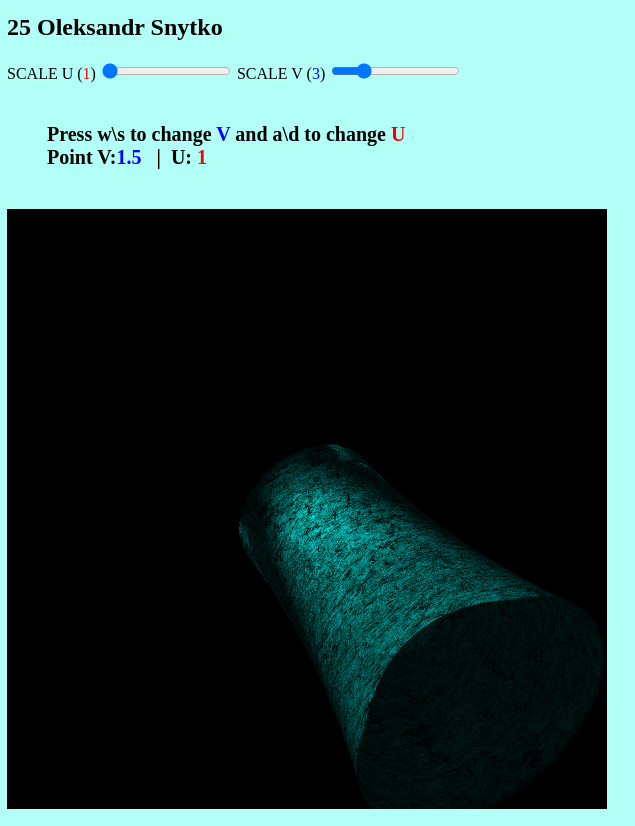 25 Oleksandr Snytko
SCALE U (1) SCALE V (3)
Press w\s to change V and a\d to change U
Point V:1.5 | U: 1